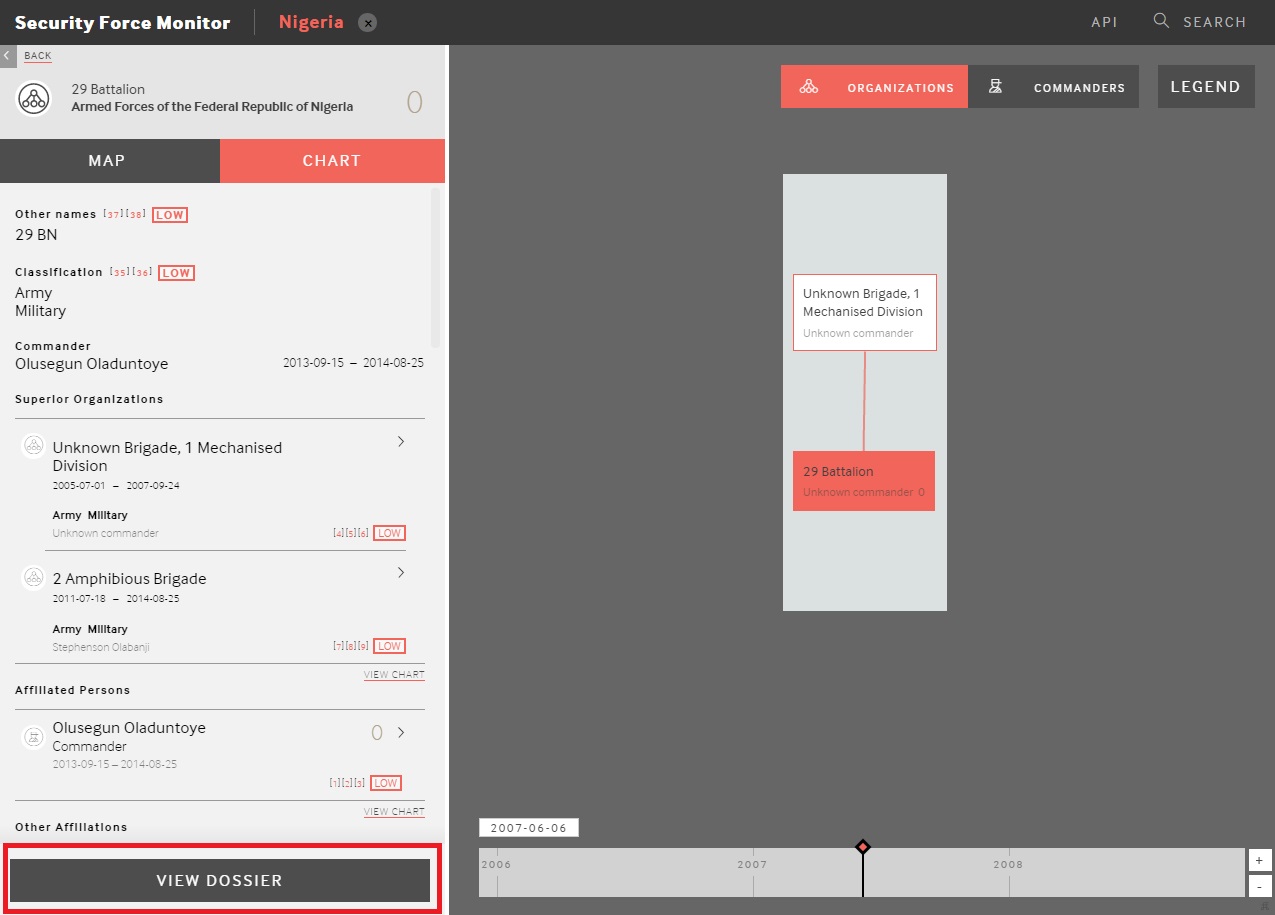 Security Force Monitor
Nigeria
API
SEARCH
BACK
29 Battalion
Armed Forces of the Federal Republic of Nigeria
0
MAP
CHART
Other names [37][38] LOW
29 BN
Classification [35][36] LOW
Army
Military
Commander
Olusegun Oladuntoye 2013-09-15 – 2014-08-25
Superior Organizations
Unknown Brigade, 1 Mechanised
Division
2005-07-01 – 2007-09-24
Army Military
Unknown commander [4][5][6] LOW
2 Amphibious Brigade
2011-07-18 – 2014-08-25
Army Military
Stephenson Olabanji [7][8][9] LOW
VIEW CHART
Affiliated Persons
Olusegun Oladuntoye 0
Commander
2013-09-15 – 2014-08-25
[1][2][3] LOW
VIEW CHART
Other Affiliations
VIEW DOSSIER
ORGANIZATIONS
COMMANDERS
LEGEND
Unknown Brigade, 1
Mechanised Division
Unknown commander
29 Battalion
Unknown commander 0
2007-06-06
2006 2007 2008
+
-